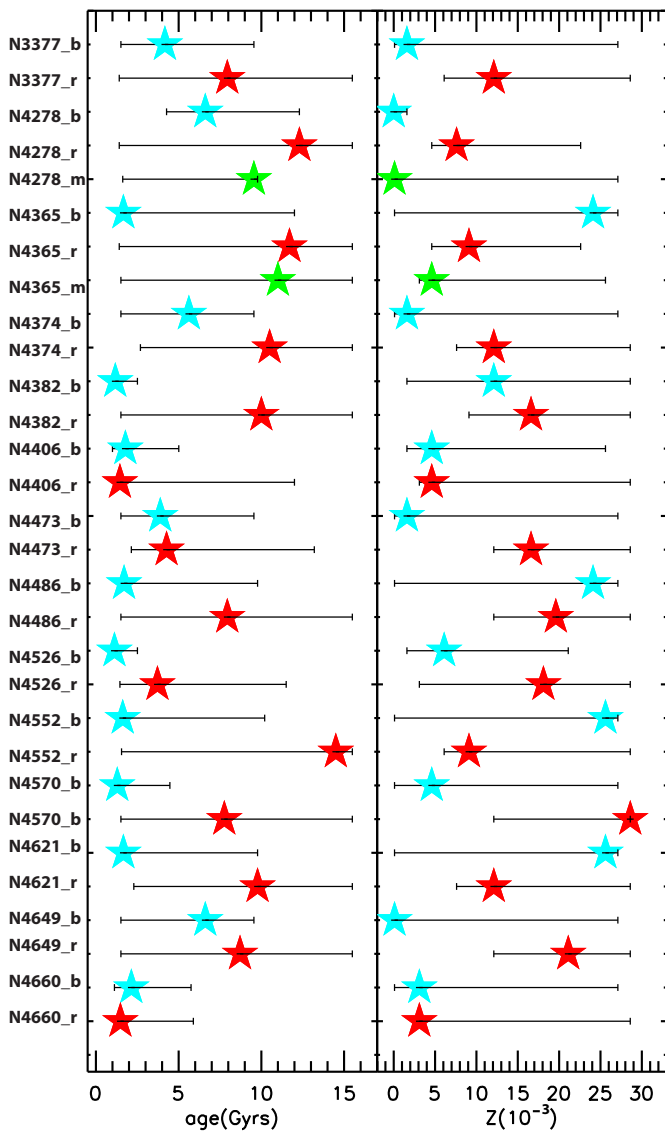 N3377_b
N3377_r
N4278_b
N4278_r
N4278_m
N4365_b
N4365_r
N4365_m
N4374_b
N4374_r
N4382_b
N4382_r
N4406_b
N4406_r
N4473_b
N4473_r
N4486_b
N4486_r
N4526_b
N4526_r
N4552_b
N4552_r
N4570_b
N4570_r
N4621_b
N4621_r
N4649_b
N4649_r
N4660_b
N4660_r
0 5 10 15 0 5 10 15 20 25 30
age(Gyrs) Z(10⁻³)